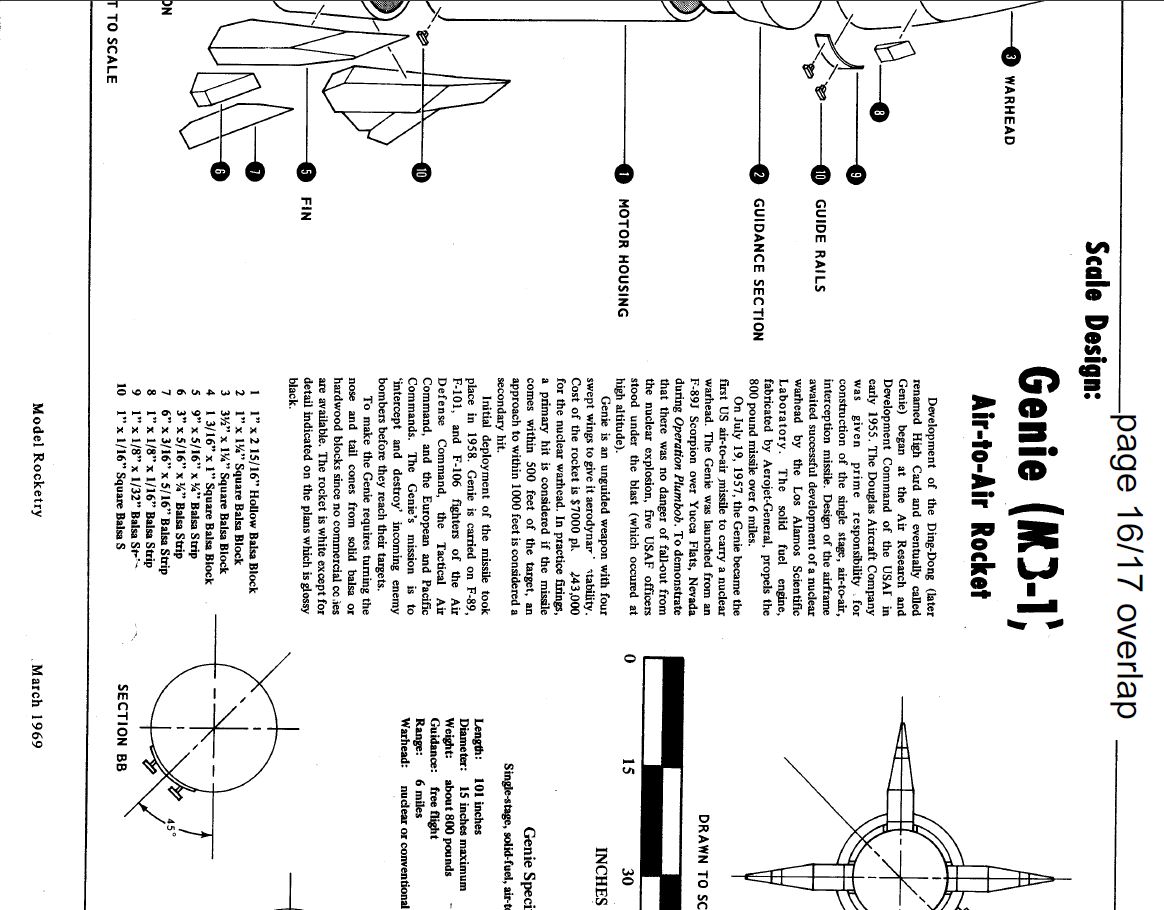 page 16/17 overlap
Scale Design:
Genie (M3-1)
Air-to-Air Rocket
3 WARHEAD
8
9
10 GUIDE RAILS
2 GUIDANCE SECTION
1 MOTOR HOUSING
10
5 FIN
7
6
ON
T TO SCALE
Development of the Ding-Dong (later
renamed High Card and eventually called
Genie) began at the Air Research and
Development Command of the USAF in
early 1955. The Douglas Aircraft Company
was given prime responsibility for
construction of the single stage air-to-air,
interception missile. Design of the airframe
awaited successful development of a nuclear
warhead by the Los Alamos Scientific
Laboratory. The solid fuel engine,
fabricated by Aerojet-General, propels the
800 pound missile over 6 miles.
On July 19, 1957, the Genie became the
first US air-to-air missile to carry a nuclear
warhead. The Genie was launched from an
F-89J Scorpion over Yucca Flats, Nevada
during Operation Plumbob. To demonstrate
that there was no danger of fall-out from
the nuclear explosion, five USAF officers
stood under the blast (which occured at
high altitude).
Genie is an unguided weapon with four
swept wings to give it aerodynamic stability.
Cost of the rocket is $7000 pl. 243,000
for the nuclear warhead. In practice firings,
a primary hit is considered if the missile
comes within 500 feet of the target, an
approach to within 1000 feet is considered a
secondary hit.
Initial deployment of the missile took
place in 1958. Genie is carried on F-89,
F-101, and F-106 fighters of the Air
Defense Command, the Tactical Air
Command, and the European and Pacific
Commands. The Genie's mission is to
'intercept and destroy' incoming enemy
bombers before they reach their targets.
To make the Genie requires turning the
nose and tail cones from solid balsa or
hardwood blocks since no commercial cones
are available. The rocket is white except for
detail indicated on the plans which is glossy
black.
1 1" x 2 15/16" Hollow Balsa Block
2 1" x 1¼" Square Balsa Block
3 3½" x 1¼" Square Balsa Block
4 1 3/16" x 1" Square Balsa Block
5 9" x 5/16" x ¼" Balsa Strip
6 3" x 5/16" x ¼" Balsa Strip
7 6" x 3/16" x 5/16" Balsa Strip
8 1" x 1/8" x 1/16" Balsa Strip
9 1" x 1/8" x 1/32" Balsa Str
10 1" x 1/16" Square Balsa S
DRAWN TO SC
0 15 30
INCHES
Genie Speci
Single-stage, solid-fuel, air-to
Length: 101 inches
Diameter: 15 inches maximum
Weight: about 800 pounds
Guidance: free flight
Range: 6 miles
Warhead: nuclear or conventional
45°
SECTION BB
Model Rocketry March 1969